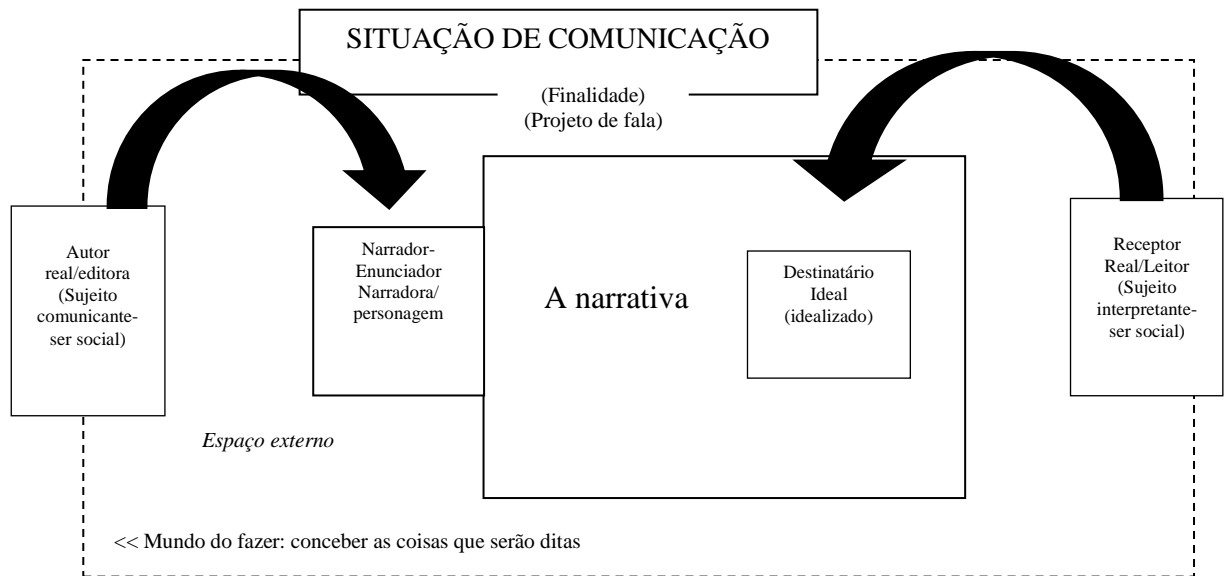 SITUAÇÃO DE COMUNICAÇÃO
(Finalidade)
(Projeto de fala)
Autor
real/editora
(Sujeito
comunicante-
ser social)
Narrador-
Enunciador
Narradora/
personagem
A narrativa
Destinatário
Ideal
(idealizado)
Receptor
Real/Leitor
(Sujeito
interpretante-
ser social)
Espaço externo
<< Mundo do fazer: conceber as coisas que serão ditas